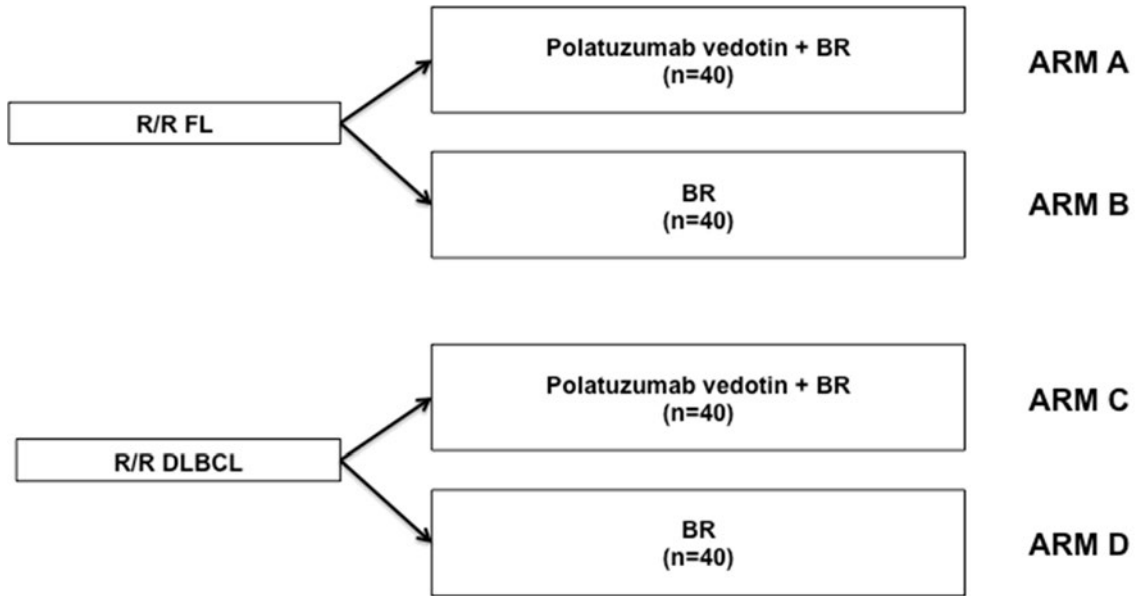 Polatuzumab vedotin + BR
(n=40)
ARM A
R/R FL
BR
(n=40)
ARM B
Polatuzumab vedotin + BR
(n=40)
ARM C
R/R DLBCL
BR
(n=40)
ARM D